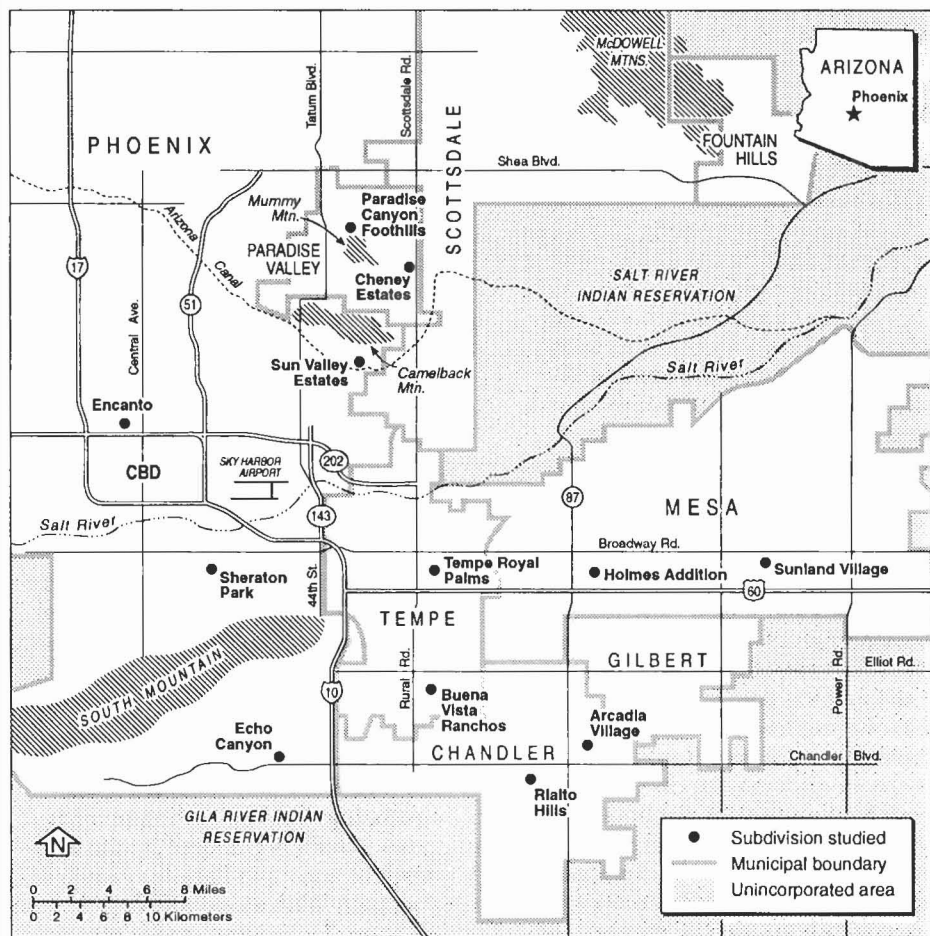 McDOWELL
MTNS.
ARIZONA
Phoenix
Tatum Blvd.
Scottsdale Rd.
SCOTTSDALE
PHOENIX
FOUNTAIN
HILLS
Shea Blvd.
Mummy
Mtn.
Paradise
Canyon
Foothills
Arizona
Canal
PARADISE
VALLEY
17
51
Central Ave.
Cheney
Estates
SALT RIVER
INDIAN RESERVATION
Sun Valley
Estates
Camelback
Mtn.
Salt River
Encanto
CBD
SKY HARBOR
AIRPORT
202
87
143
MESA
Salt River
Broadway Rd.
Sheraton
Park
44th St.
Tempe Royal
Palms
Holmes Addition
Sunland Village
60
TEMPE
SOUTH MOUNTAIN
GILBERT
Elliot Rd.
10
Rural Rd.
Power Rd.
Buena
Vista
Ranchos
Arcadia
Village
Echo
Canyon
CHANDLER
Chandler Blvd.
Rialto
Hills
GILA RIVER INDIAN
RESERVATION
N
0 2 4 6 8 Miles
0 2 4 6 8 10 Kilometers
Subdivision studied
Municipal boundary
Unincorporated area